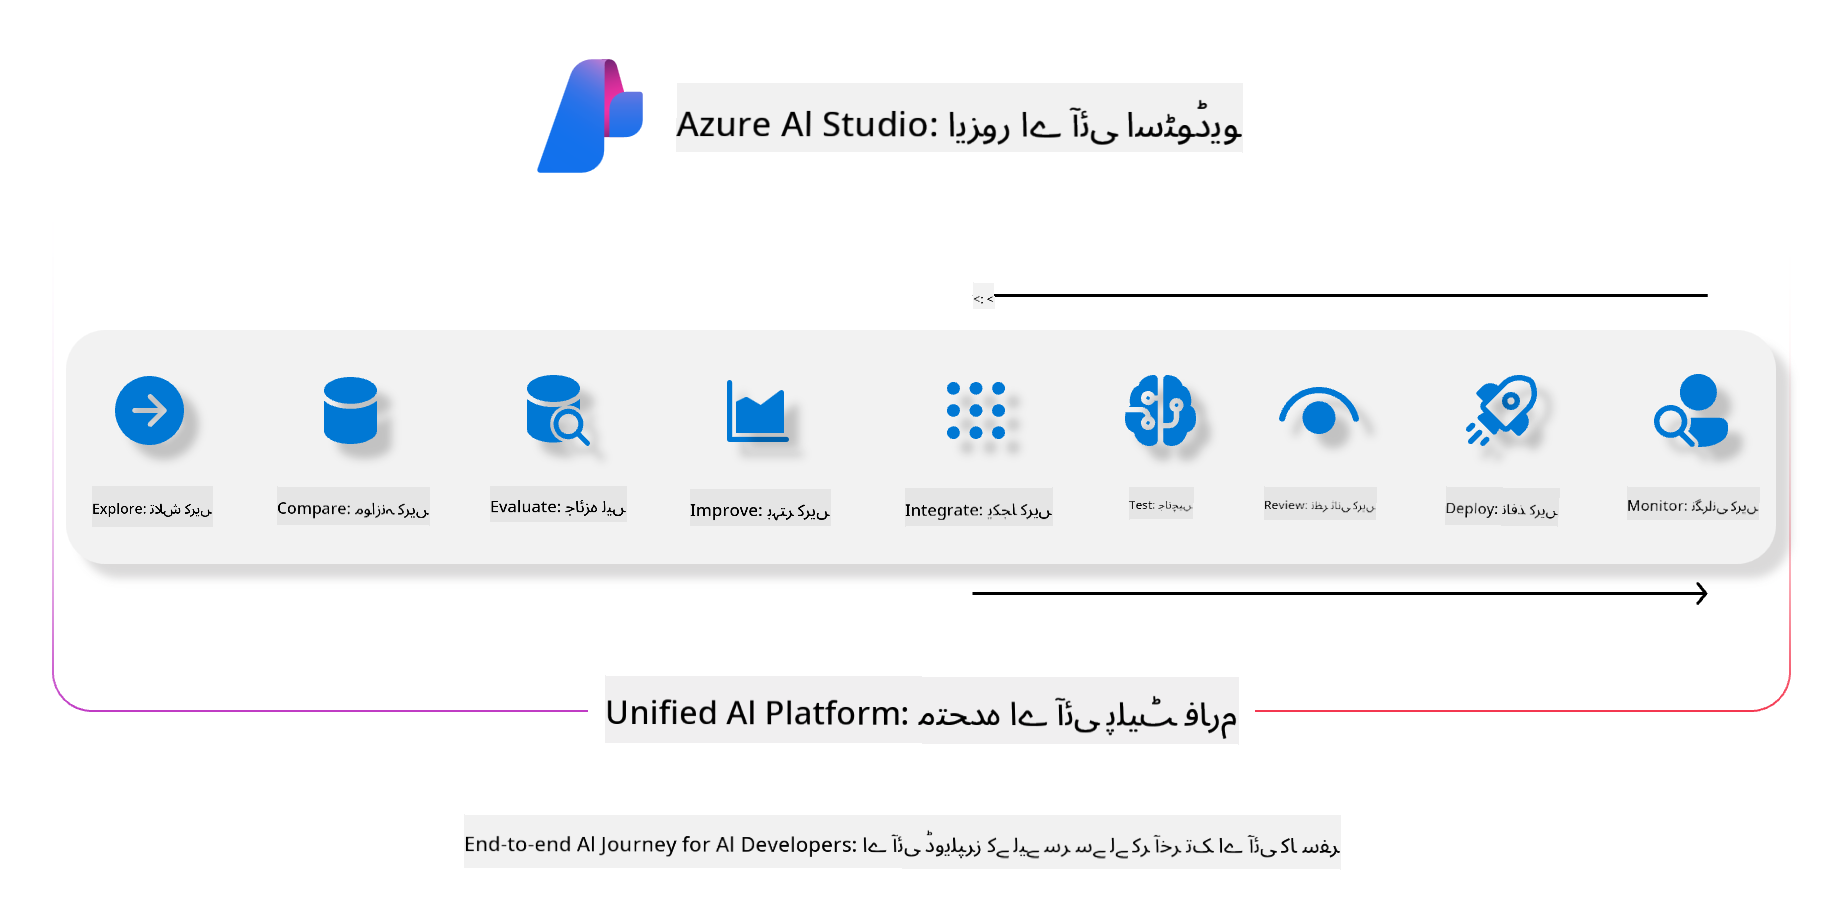 Azure AI Studio: ایزور اے آئی اسٹوڈیو
<: <
Explore: تلاش کریں
Compare: موازنہ کریں
Evaluate: جائزہ لیں
Improve: بہتر کریں
Integrate: یکجا کریں
Test: جانچیں
Review: نظر ثانی کریں
Deploy: نافذ کریں
Monitor: نگرانی کریں
Unified AI Platform: متحدہ اے آئی پلیٹ فارم
End-to-end AI Journey for AI Developers: اے آئی ڈویلپرز کے لیے سر سے لے کر آخر تک اے آئی کا سفر